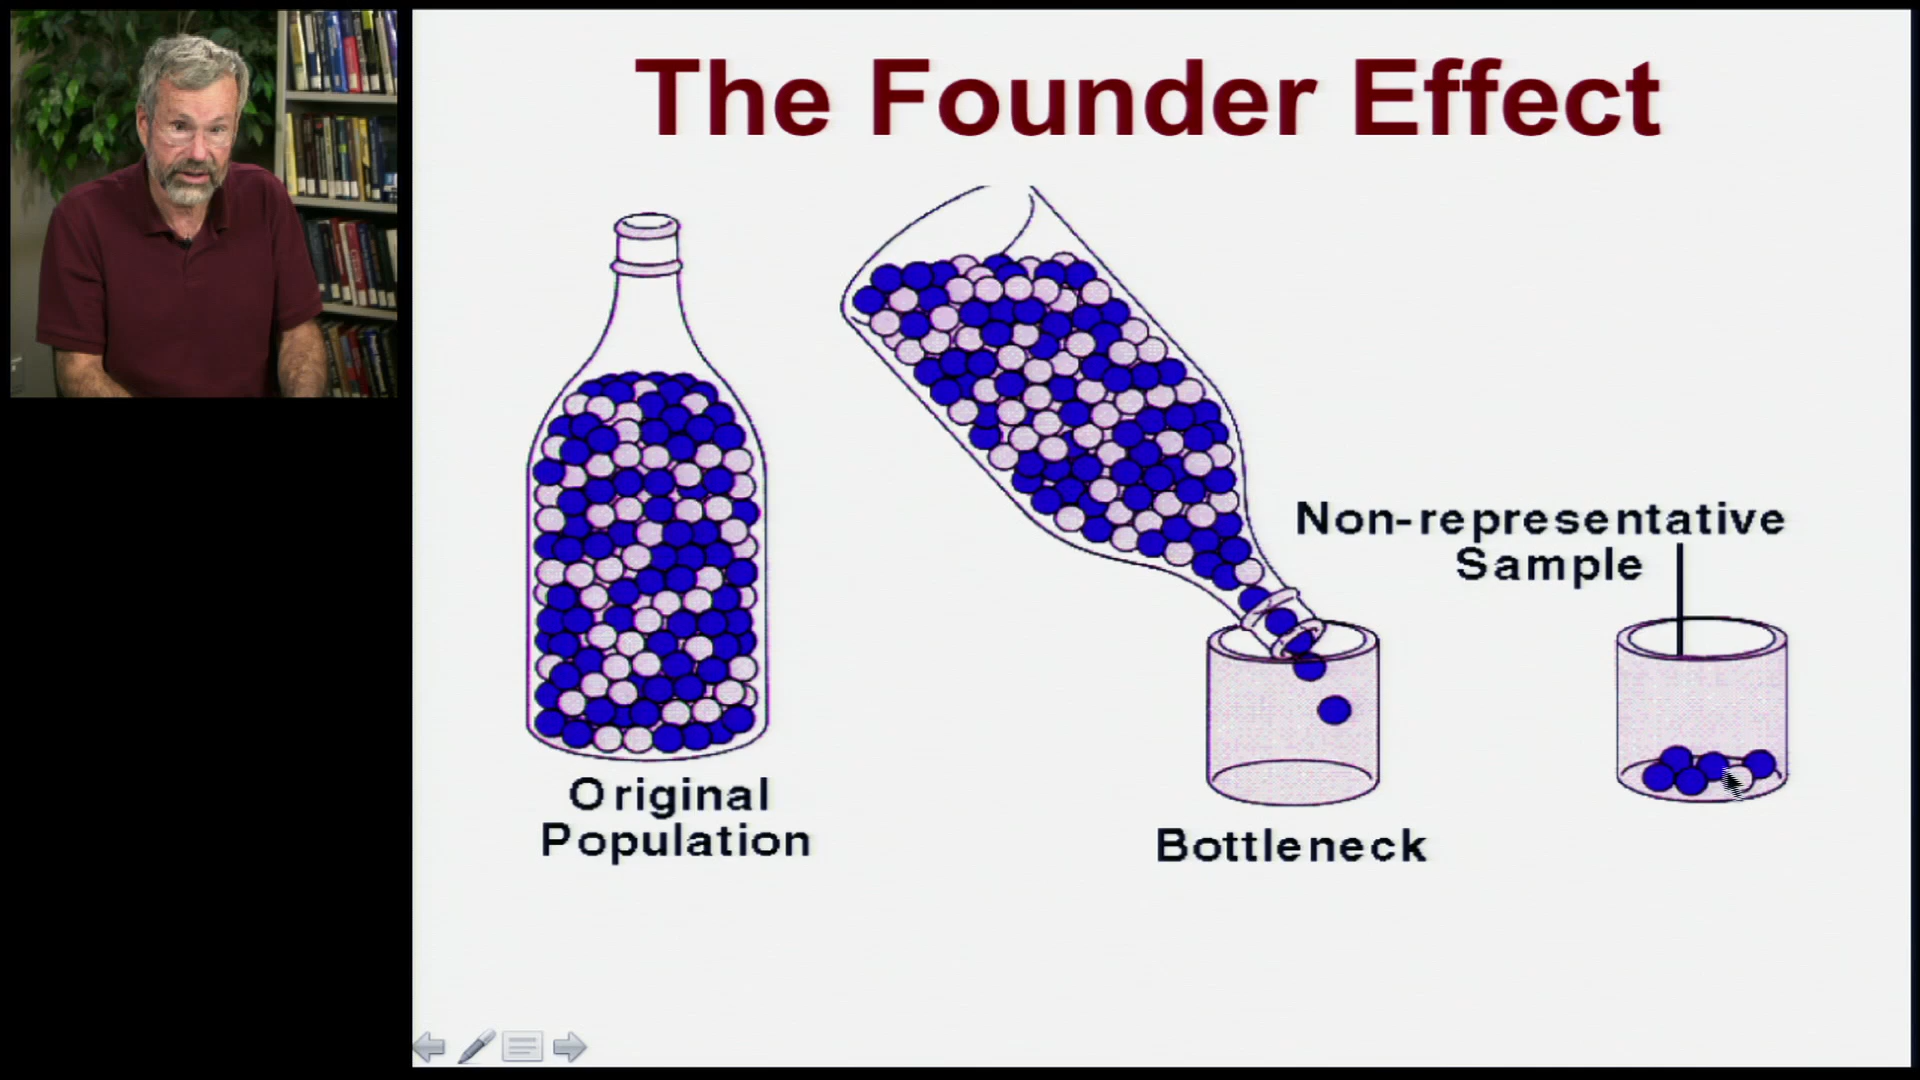 The Founder Effect
Non-representative
Sample
Original
Population
Bottleneck